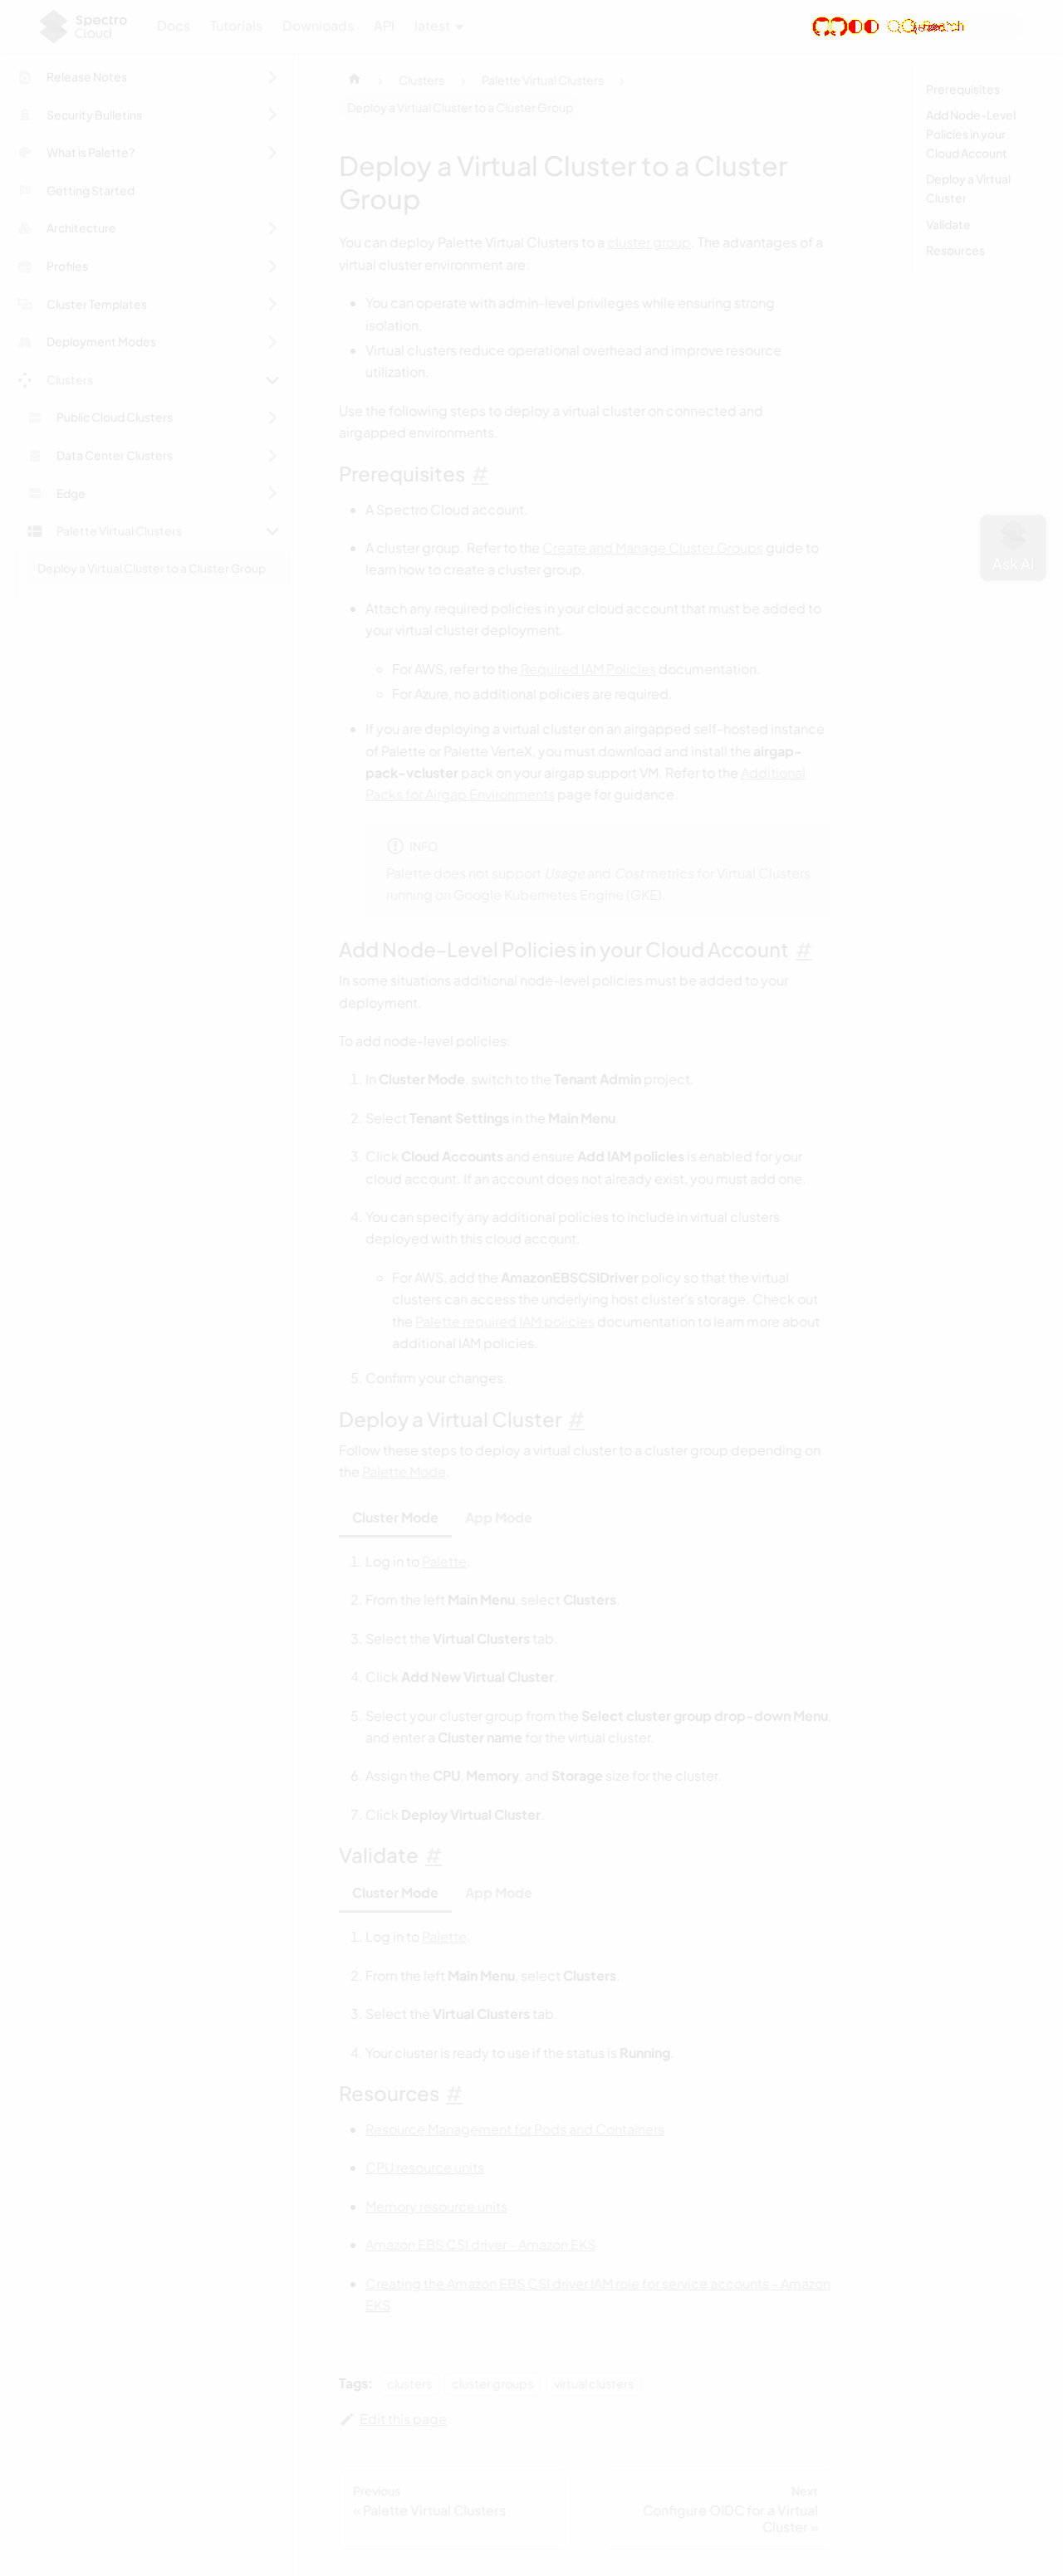 Spectro
Cloud
Docs Tutorials Downloads API latest
Search
Release Notes
Security Bulletins
What is Palette?
Getting Started
Architecture
Profiles
Cluster Templates
Deployment Modes
Clusters
Public Cloud Clusters
Data Center Clusters
Edge
Palette Virtual Clusters
Deploy a Virtual Cluster to a Cluster Group
Clusters Palette Virtual Clusters
Deploy a Virtual Cluster to a Cluster Group
Deploy a Virtual Cluster to a Cluster
Group
You can deploy Palette Virtual Clusters to a cluster group. The advantages of a
virtual cluster environment are:
You can operate with admin-level privileges while ensuring strong
isolation.
Virtual clusters reduce operational overhead and improve resource
utilization.
Use the following steps to deploy a virtual cluster on connected and
airgapped environments.
Prerequisites #
A Spectro Cloud account.
A cluster group. Refer to the Create and Manage Cluster Groups guide to
learn how to create a cluster group.
Attach any required policies in your cloud account that must be added to
your virtual cluster deployment.
For AWS, refer to the Required IAM Policies documentation.
For Azure, no additional policies are required.
If you are deploying a virtual cluster on an airgapped self-hosted instance
of Palette or Palette VerteX, you must download and install the airgap-
pack-vcluster pack on your airgap support VM. Refer to the Additional
Packs for Airgap Environments page for guidance.
INFO
Palette does not support Usage and Cost metrics for Virtual Clusters
running on Google Kubernetes Engine (GKE).
Add Node-Level Policies in your Cloud Account #
In some situations additional node-level policies must be added to your
deployment.
To add node-level policies:
1. In Cluster Mode, switch to the Tenant Admin project.
2. Select Tenant Settings in the Main Menu.
3. Click Cloud Accounts and ensure Add IAM policies is enabled for your
cloud account. If an account does not already exist, you must add one.
4. You can specify any additional policies to include in virtual clusters
deployed with this cloud account.
For AWS, add the AmazonEBSCSIDriver policy so that the virtual
clusters can access the underlying host cluster's storage. Check out
the Palette required IAM policies documentation to learn more about
additional IAM policies.
5. Confirm your changes.
Deploy a Virtual Cluster #
Follow these steps to deploy a virtual cluster to a cluster group depending on
the Palette Mode.
Cluster Mode App Mode
1. Log in to Palette.
2. From the left Main Menu, select Clusters.
3. Select the Virtual Clusters tab.
4. Click Add New Virtual Cluster.
5. Select your cluster group from the Select cluster group drop-down Menu,
and enter a Cluster name for the virtual cluster.
6. Assign the CPU, Memory, and Storage size for the cluster.
7. Click Deploy Virtual Cluster.
Validate #
Cluster Mode App Mode
1. Log in to Palette.
2. From the left Main Menu, select Clusters.
3. Select the Virtual Clusters tab.
4. Your cluster is ready to use if the status is Running.
Resources #
Resource Management for Pods and Containers
CPU resource units
Memory resource units
Amazon EBS CSI driver - Amazon EKS
Creating the Amazon EBS CSI driver IAM role for service accounts - Amazon
EKS
Tags: clusters cluster groups virtual clusters
Edit this page
Previous
« Palette Virtual Clusters
Next
Configure OIDC for a Virtual
Cluster »
Prerequisites
Add Node-Level
Policies in your
Cloud Account
Deploy a Virtual
Cluster
Validate
Resources
Ask AI